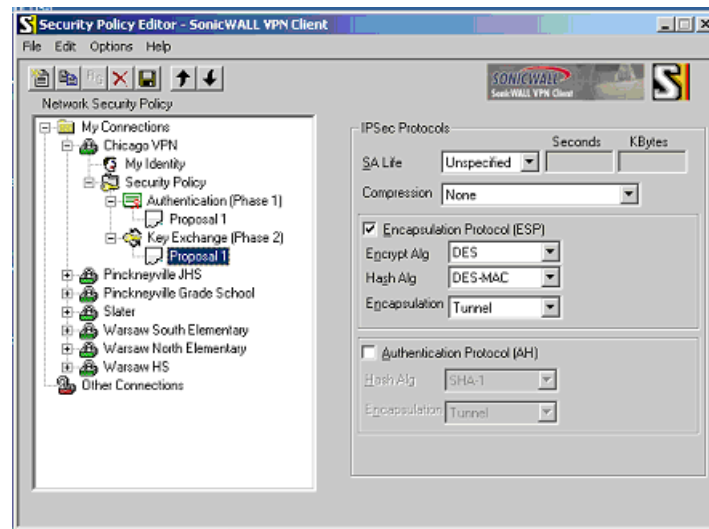 Security Policy Editor - SonicWALL VPN Client
File Edit Options Help
SONICWALL
SonicWALL VPN Client
Network Security Policy
My Connections
Chicago VPN
My Identity
Security Policy
Authentication (Phase 1)
Proposal 1
Key Exchange (Phase 2)
Proposal 1
Pinckneyville JHS
Pinckneyville Grade School
Slater
Warsaw South Elementary
Warsaw North Elementary
Warsaw HS
Other Connections
IPSec Protocols
Seconds KBytes
SA Life Unspecified
Compression None
Encapsulation Protocol (ESP)
Encrypt Alg DES
Hash Alg DES-MAC
Encapsulation Tunnel
Authentication Protocol (AH)
Hash Alg SHA-1
Encapsulation Tunnel